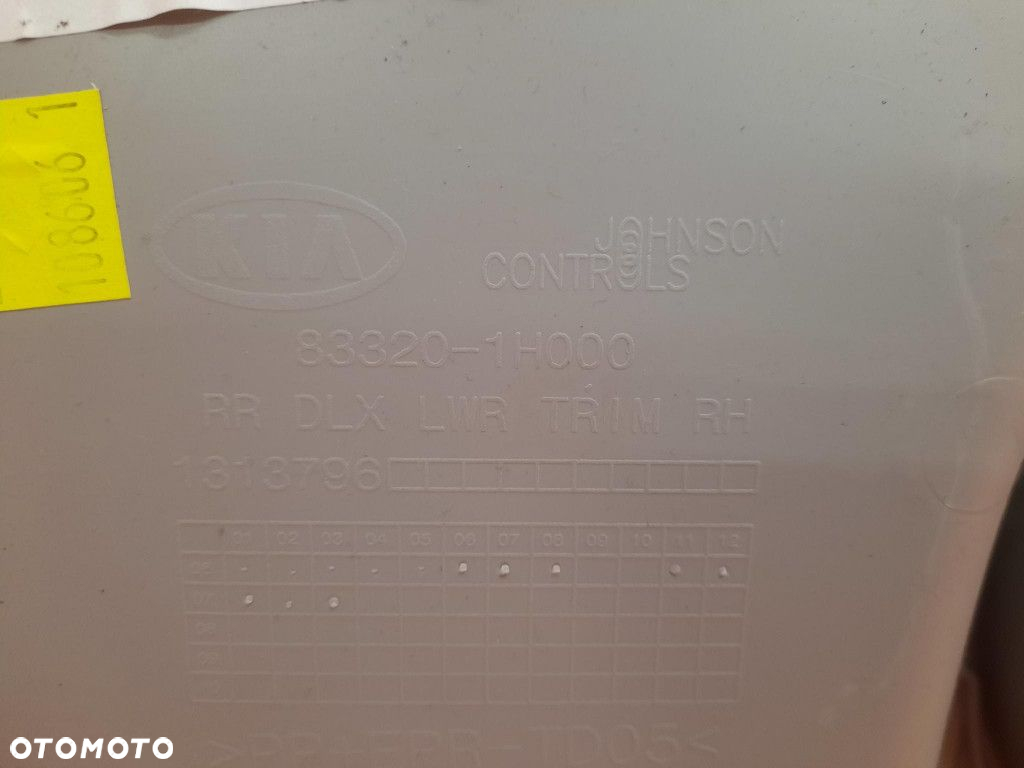 108606 1
KIA
JOHNSON
CONTROLS
83320-1H000
RR DLX LWR TRIM RH
1313796
01 02 03 04 05 06 07 08 09 10 11 12
OTOMOTO